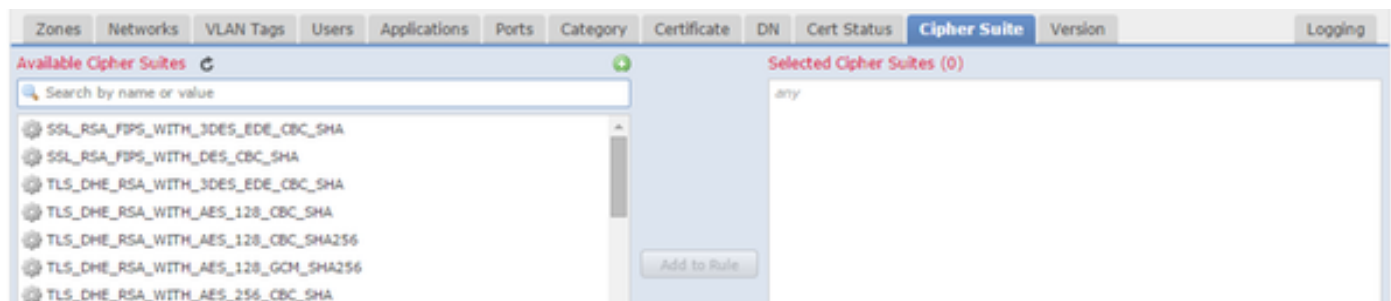 Zones Networks VLAN Tags Users Applications Ports Category Certificate DN Cert Status Cipher Suite Version Logging
Available Cipher Suites
Selected Cipher Suites (0)
Search by name or value
any
SSL_RSA_FIPS_WITH_3DES_EDE_CBC_SHA
SSL_RSA_FIPS_WITH_DES_CBC_SHA
TLS_DHE_RSA_WITH_3DES_EDE_CBC_SHA
TLS_DHE_RSA_WITH_AES_128_CBC_SHA
TLS_DHE_RSA_WITH_AES_128_CBC_SHA256
TLS_DHE_RSA_WITH_AES_128_GCM_SHA256
TLS_DHE_RSA_WITH_AES_256_CBC_SHA
Add to Rule